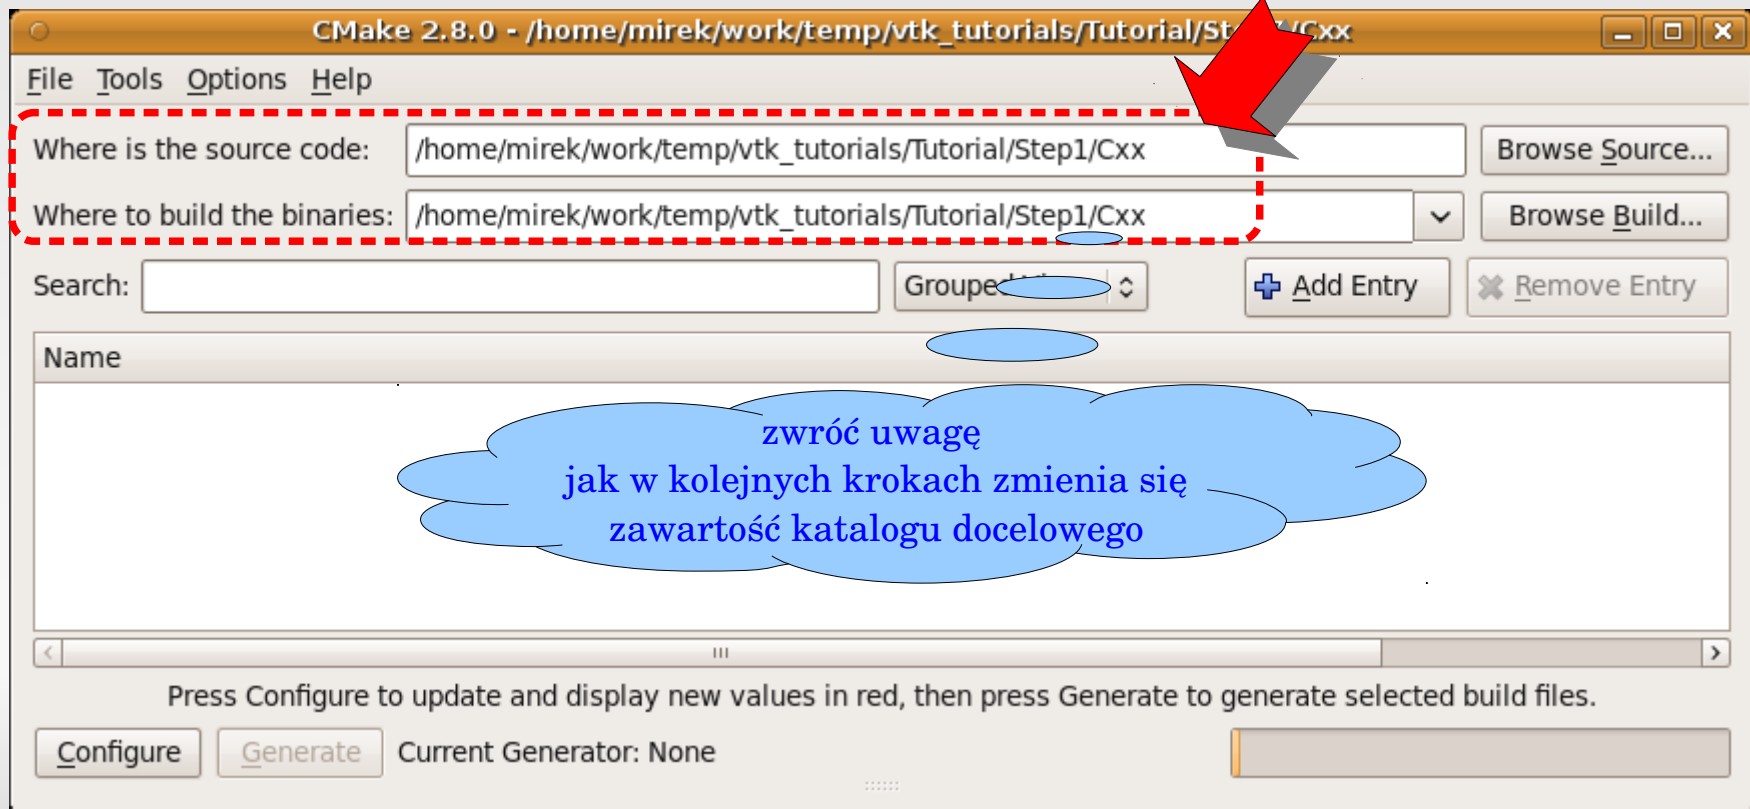 CMake 2.8.0 - /home/mirek/work/temp/vtk_tutorials/Tutorial/ /Cxx
File Tools Options Help
Where is the source code: /home/mirek/work/temp/vtk_tutorials/Tutorial/Step1/Cxx Browse Source...
Where to build the binaries: /home/mirek/work/temp/vtk_tutorials/Tutorial/Step1/Cxx Browse Build...
Search: Add Entry Remove Entry
Name
zwróć uwagę
jak w kolejnych krokach zmienia się
zawartość katalogu docelowego
Press Configure to update and display new values in red, then press Generate to generate selected build files.
Configure Generate Current Generator: None